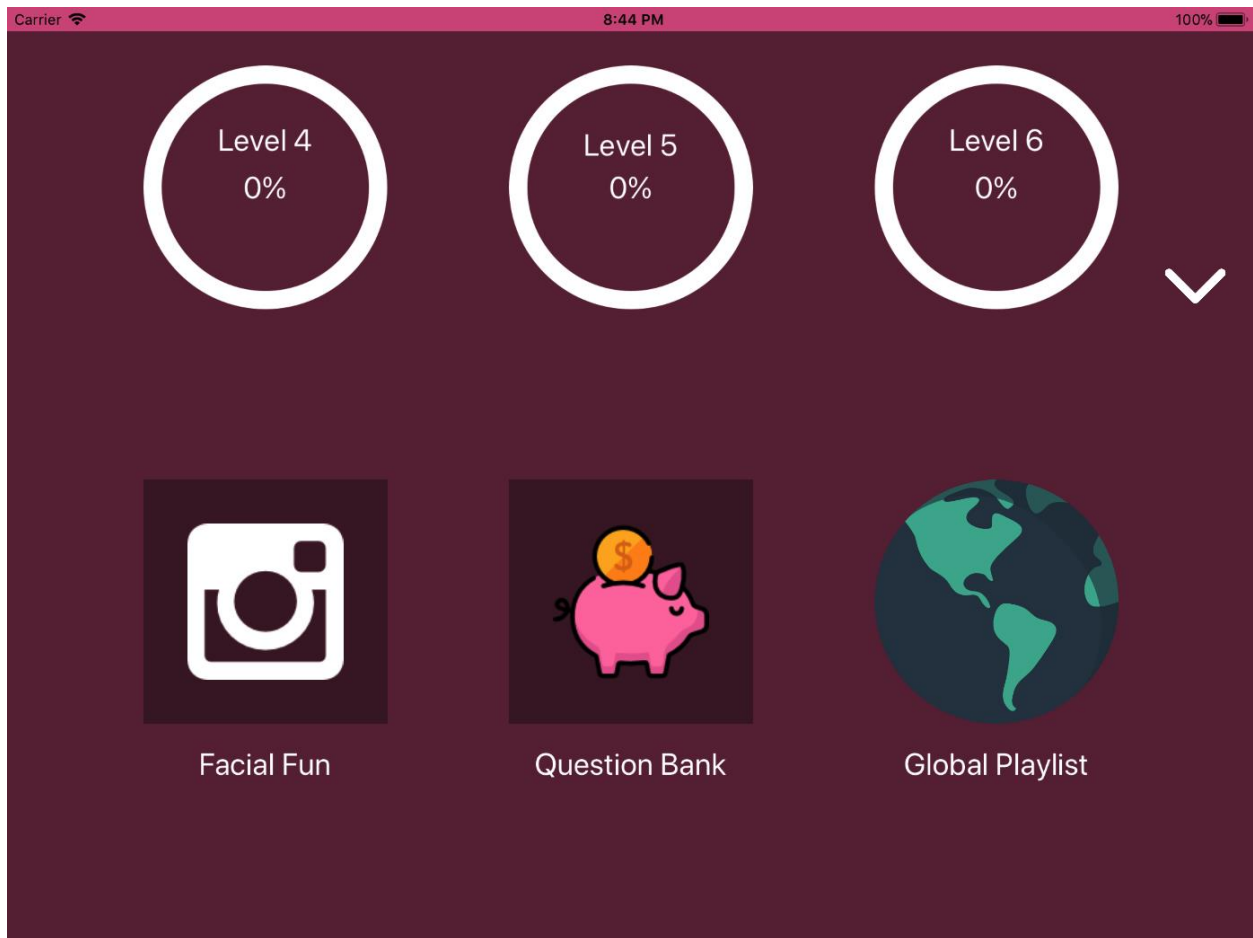 Carrier 8:44 PM 100%
Level 4 Level 5 Level 6
0% 0% 0%
$
Facial Fun Question Bank Global Playlist